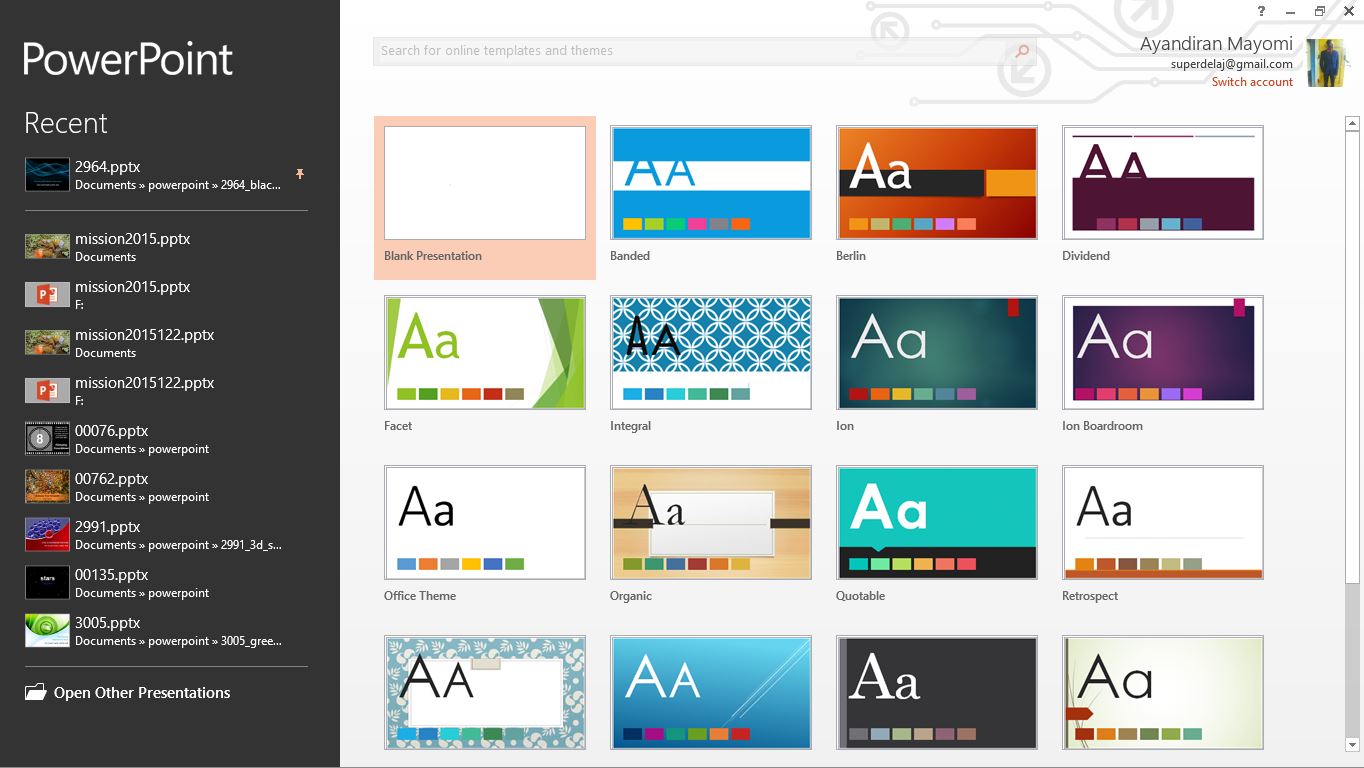 ?
PowerPoint
Search for online templates and themes
Ayandiran Mayomi
superdelaj@gmail.com
Switch account
Recent
2964.pptx
Documents » powerpoint » 2964_blac...
mission2015.pptx
Documents
mission2015.pptx
F:
mission2015122.pptx
Documents
mission2015122.pptx
F:
00076.pptx
Documents » powerpoint
00762.pptx
Documents » powerpoint
2991.pptx
Documents » powerpoint » 2991_3d_s...
00135.pptx
Documents » powerpoint
3005.pptx
Documents » powerpoint » 3005_gree...
Open Other Presentations
Aa Aa Aa
Blank Presentation Banded Berlin Dividend
Aa Aa Aa Aa
Facet Integral Ion Ion Boardroom
Aa Aa Aa Aa
Office Theme Organic Quotable Retrospect
Aa Aa Aa Aa
P
P
8
stars